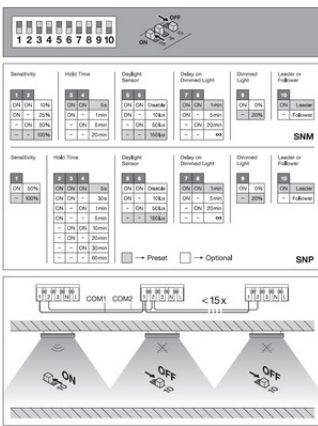 OFF
ON
1 2 3 4 5 6 7 8 9 10
Sensitivity Hold Time Daylight Sensor Delay on Dimmed Light Dimmed Light Leader or Follower
1 2 3 4 5 6 7 8 9 10
ON ON 10% ON ON 5s ON ON Disable ON ON 1min ON 0% ON Leader
ON – 25% ON – 1min ON – 10lux ON – 5min – 20% – Follower
– ON 50% – ON 5min – ON 50lux – ON 20min
– – 100% – – 20min – – 150lux – – ∞
SNM
Sensitivity Hold Time Daylight Sensor Delay on Dimmed Light Dimmed Light Leader or Follower
1 2 3 4 5 6 7 8 9 10
ON 50% ON ON ON 5s ON ON Disable ON ON 1min ON 0% ON Leader
– 100% ON ON – 30s ON – 10lux ON – 5min – 20% – Follower
ON – 1min – ON 50lux – ON 20min
– 5min – – 150lux – – ∞
– ON ON 10min
– ON – 20min
– – ON 30min
– – – 60min
→ Preset → Optional
SNP
1 2 3 N L COM1 COM2 1 2 3 N L <15x 1 2 3 N L
ON OFF OFF